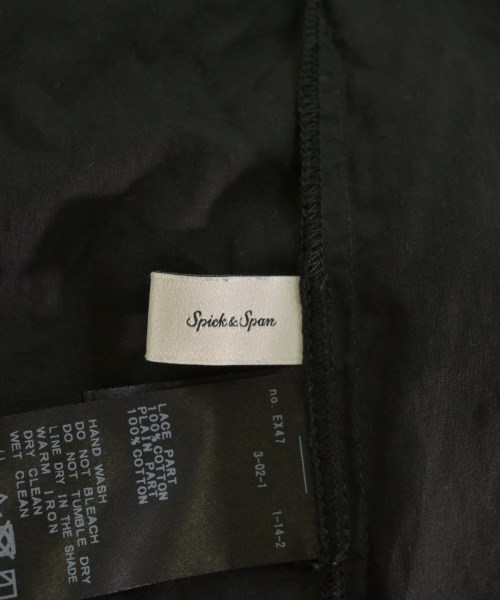 Spick & Span
no. EX47
3-02-1
1-14-2
LACE PART
100% COTTON
PLAIN PART
100% COTTON
HAND WASH
DO NOT BLEACH
DO NOT TUMBLE DRY
LINE DRY IN THE SHADE
WARM IRON
DRY CLEAN
WET CLEAN